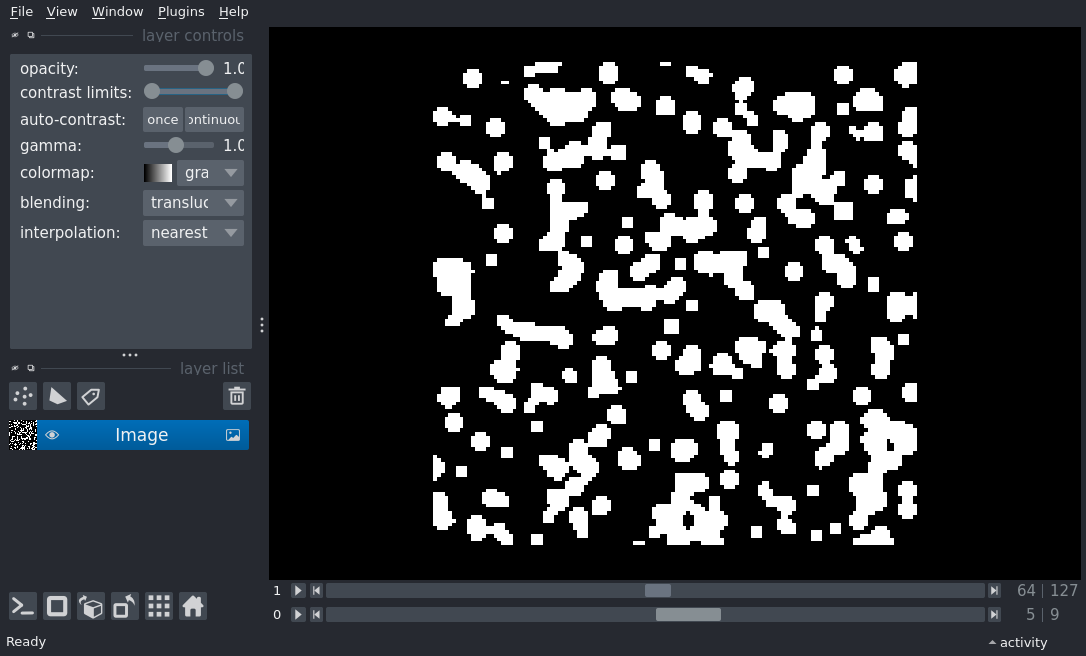 File View Window Plugins Help
layer controls
opacity: 1.0
contrast limits:
auto-contrast: once ontinuou
gamma: 1.0
colormap: gra
blending: transluc
interpolation: nearest
layer list
Image
1 64 | 127
0 5 | 9
Ready activity